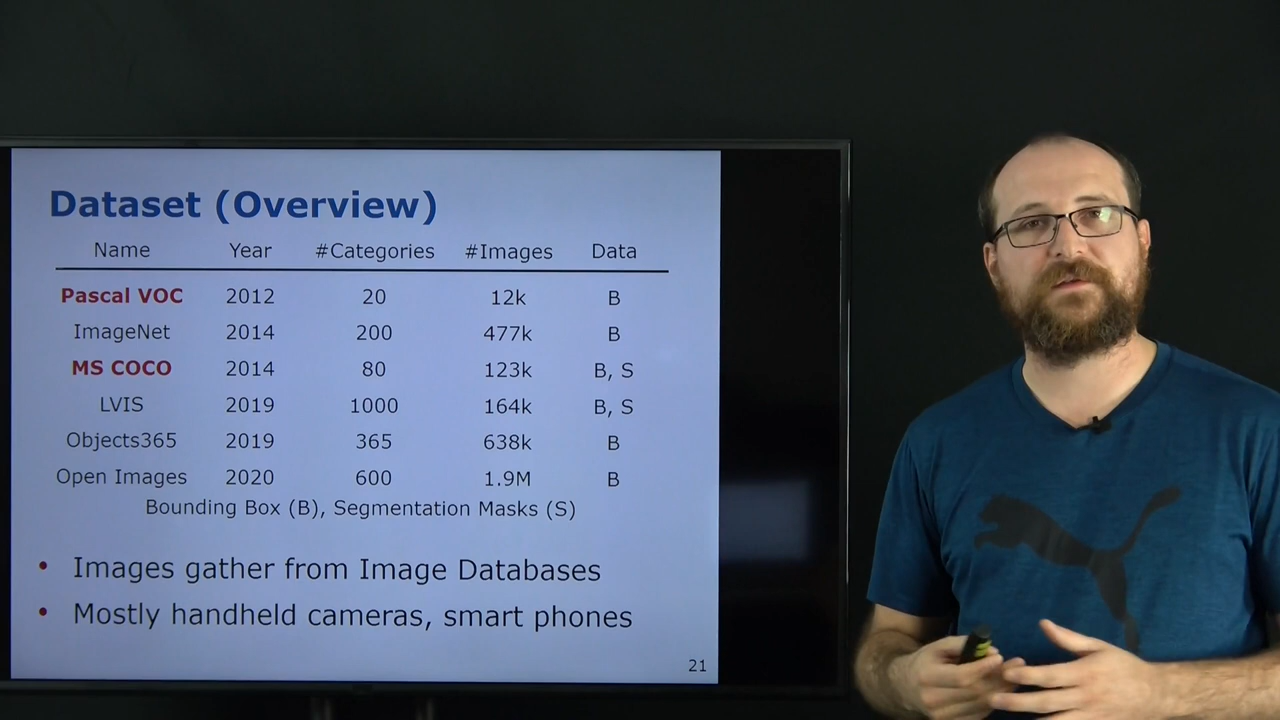 Dataset (Overview)
Name Year #Categories #Images Data
Pascal VOC 2012 20 12k B
ImageNet 2014 200 477k B
MS COCO 2014 80 123k B, S
LVIS 2019 1000 164k B, S
Objects365 2019 365 638k B
Open Images 2020 600 1.9M B
Bounding Box (B), Segmentation Masks (S)
• Images gather from Image Databases
• Mostly handheld cameras, smart phones
21